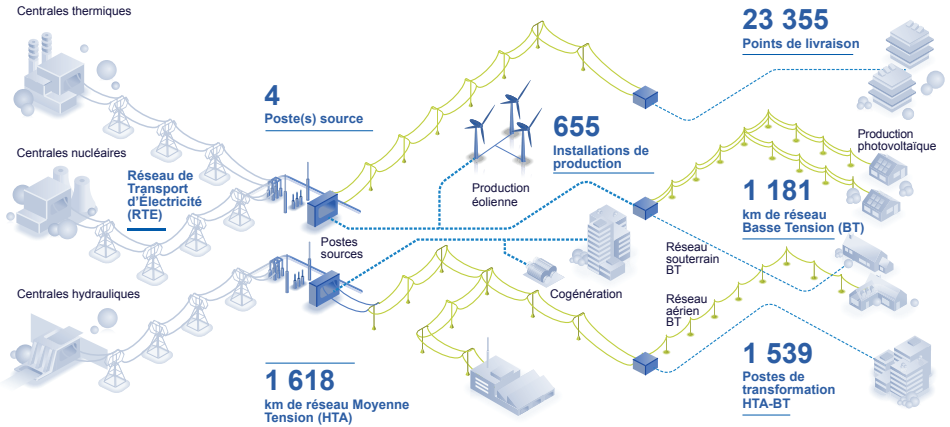 Centrales thermiques
Centrales nucléaires
Réseau de
Transport
d'Électricité
(RTE)
Centrales hydrauliques
4
Poste(s) source
Postes
sources
1 618
km de réseau Moyenne
Tension (HTA)
Production
éolienne
655
Installations de
production
Cogénération
23 355
Points de livraison
Production
photovoltaïque
1 181
km de réseau
Basse Tension (BT)
Réseau
souterrain
BT
Réseau
aérien
BT
1 539
Postes de
transformation
HTA-BT